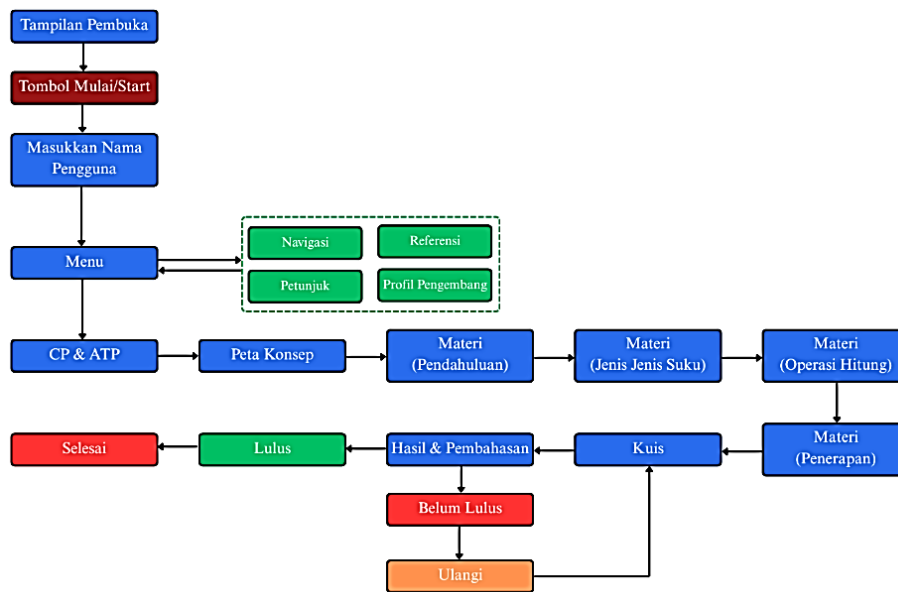 Tampilan Pembuka
Tombol Mulai/Start
Masukkan Nama
Pengguna
Menu
Navigasi
Referensi
Petunjuk
Profil Pengembang
CP & ATP
Peta Konsep
Materi
(Pendahuluan)
Materi
(Jenis Jenis Suku)
Materi
(Operasi Hitung)
Materi
(Penerapan)
Kuis
Hasil & Pembahasan
Lulus
Selesai
Belum Lulus
Ulangi